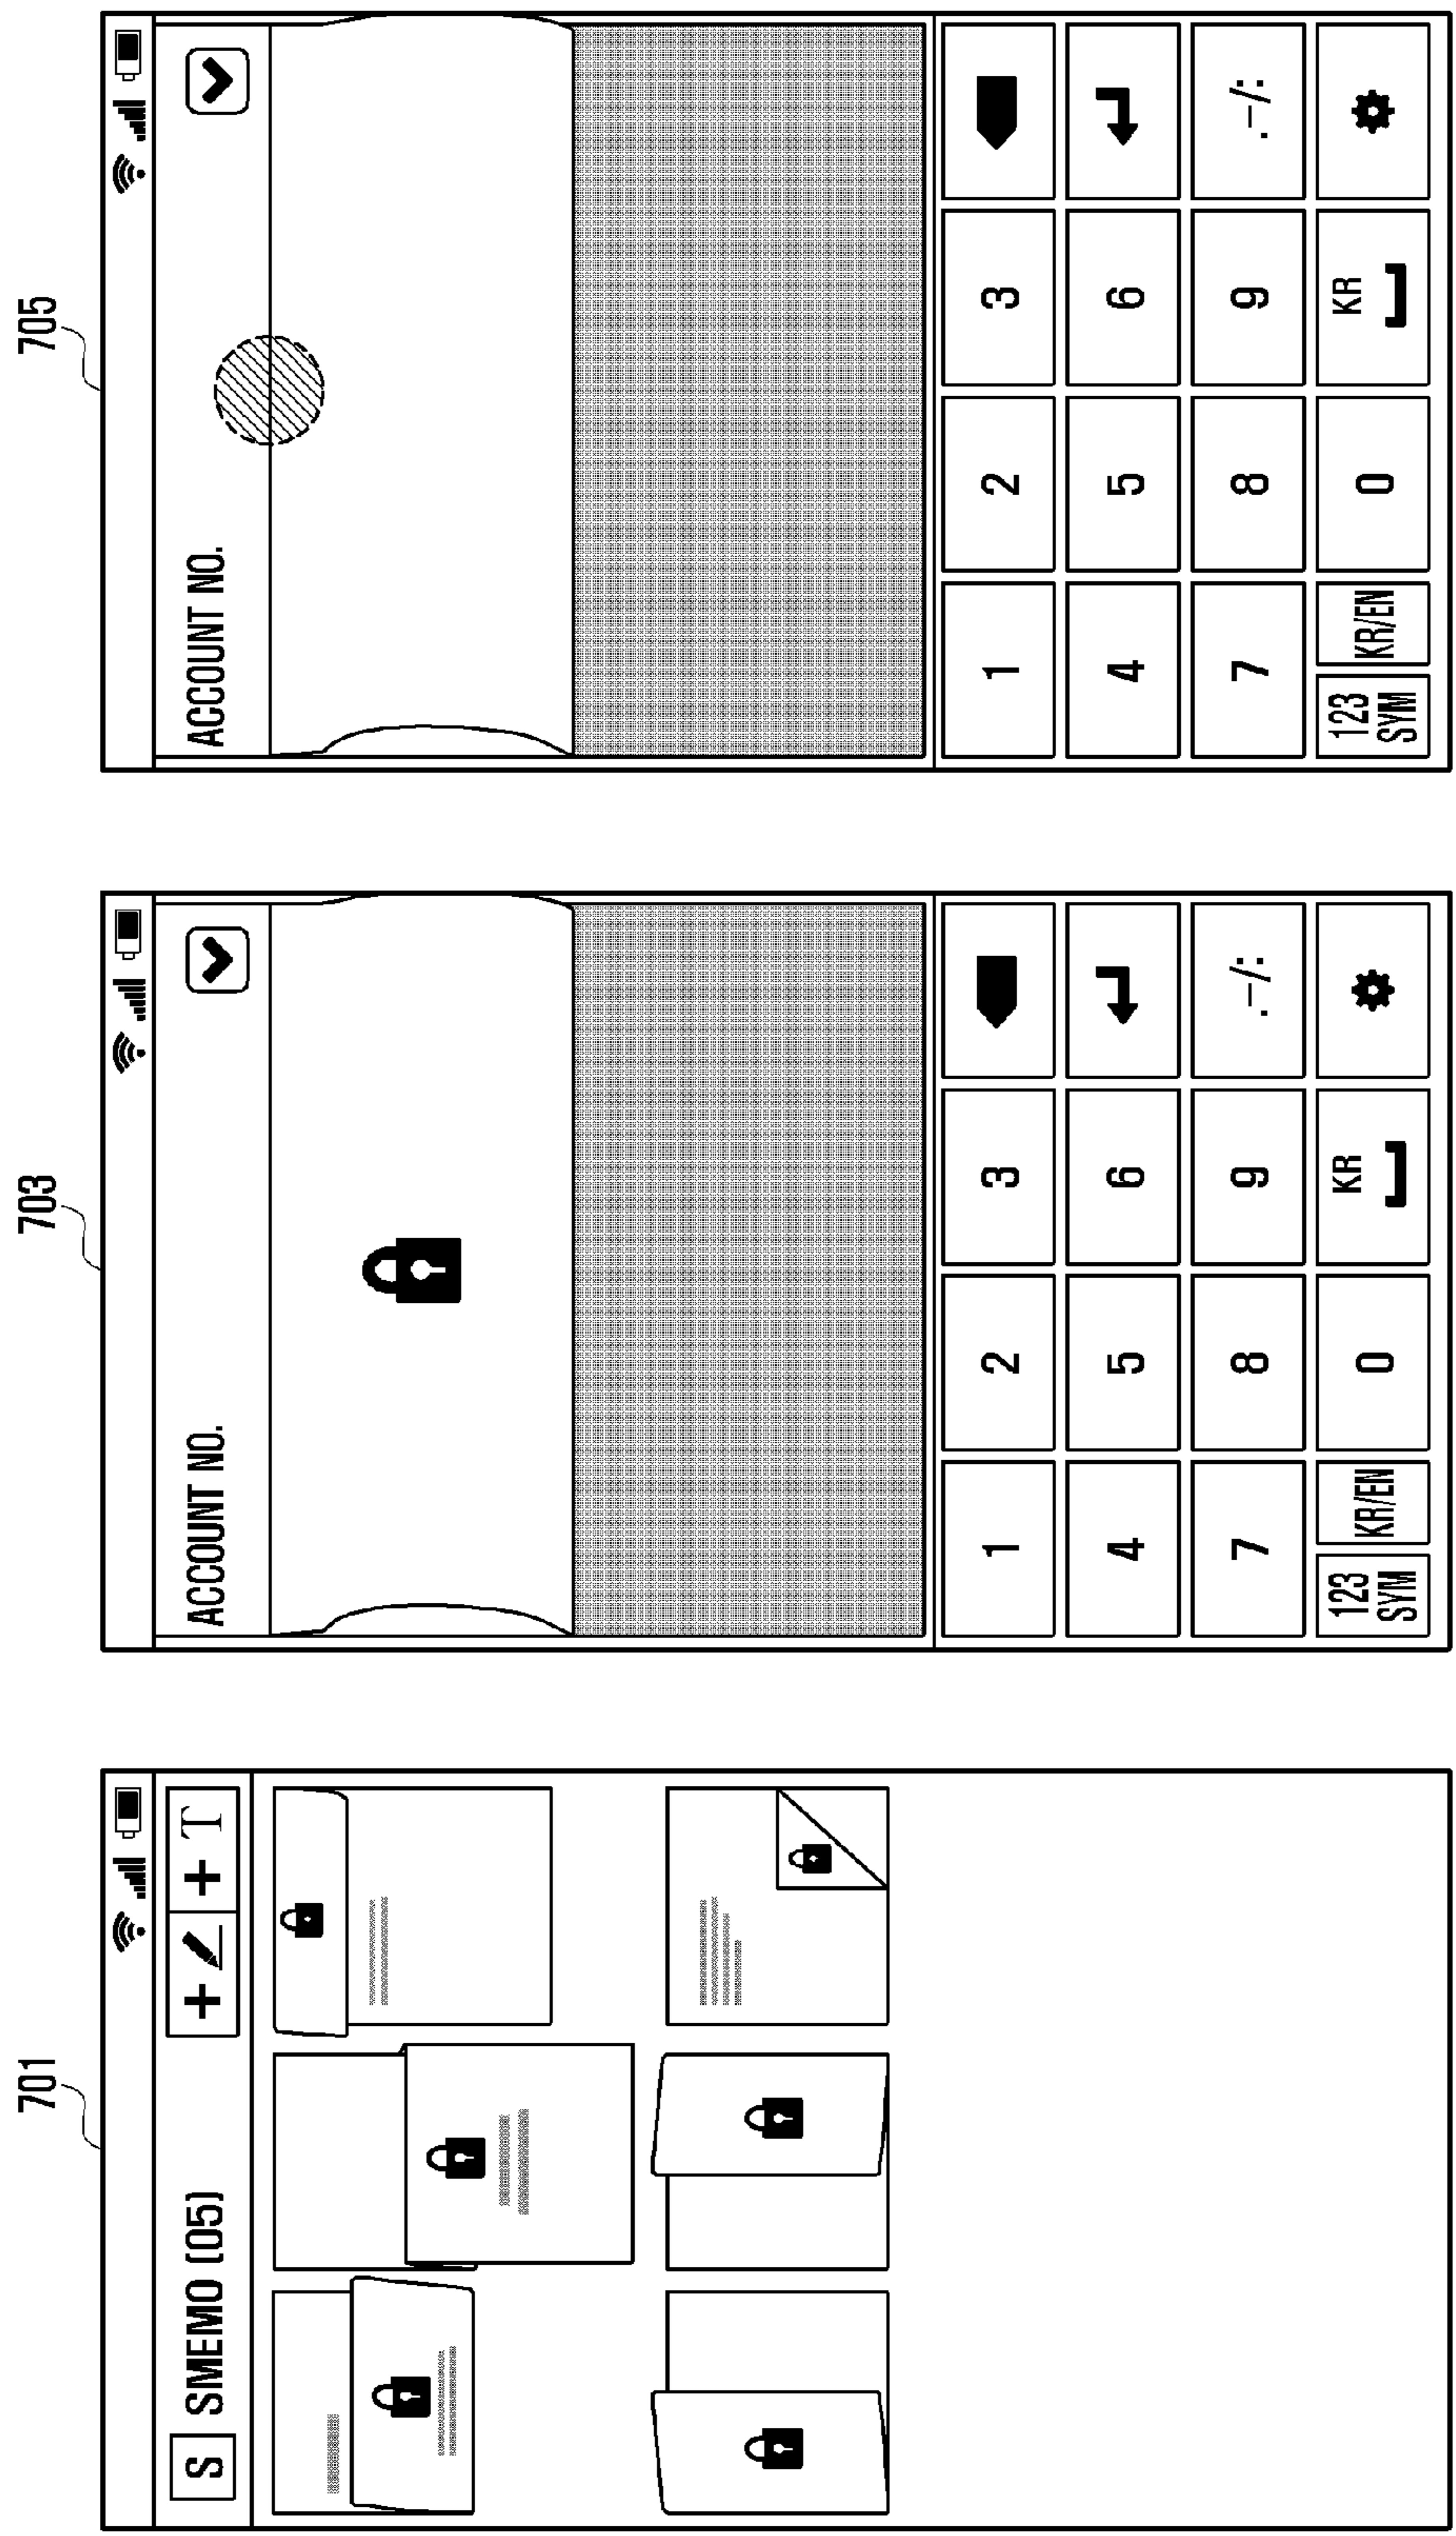 701
S SMEMO (05)
+ + T
703
ACCOUNT NO.
1 2 3
4 5 6
7 8 9 .-/:
123
SYM
KR/EN
0
KR
705
ACCOUNT NO.
1 2 3
4 5 6
7 8 9 .-/:
123
SYM
KR/EN
0
KR